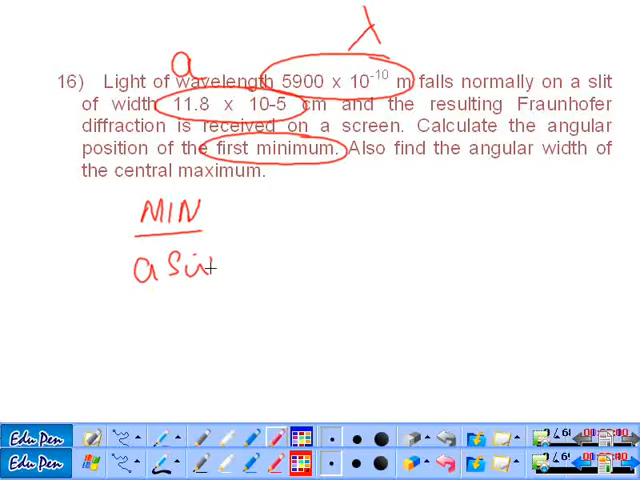 λ
a
16) Light of wavelength 5900 x 10⁻¹⁰ m falls normally on a slit
of width 11.8 x 10-5 cm and the resulting Fraunhofer
diffraction is received on a screen. Calculate the angular
position of the first minimum. Also find the angular width of
the central maximum.
MIN
a Sin
Edu Pen
Edu Pen